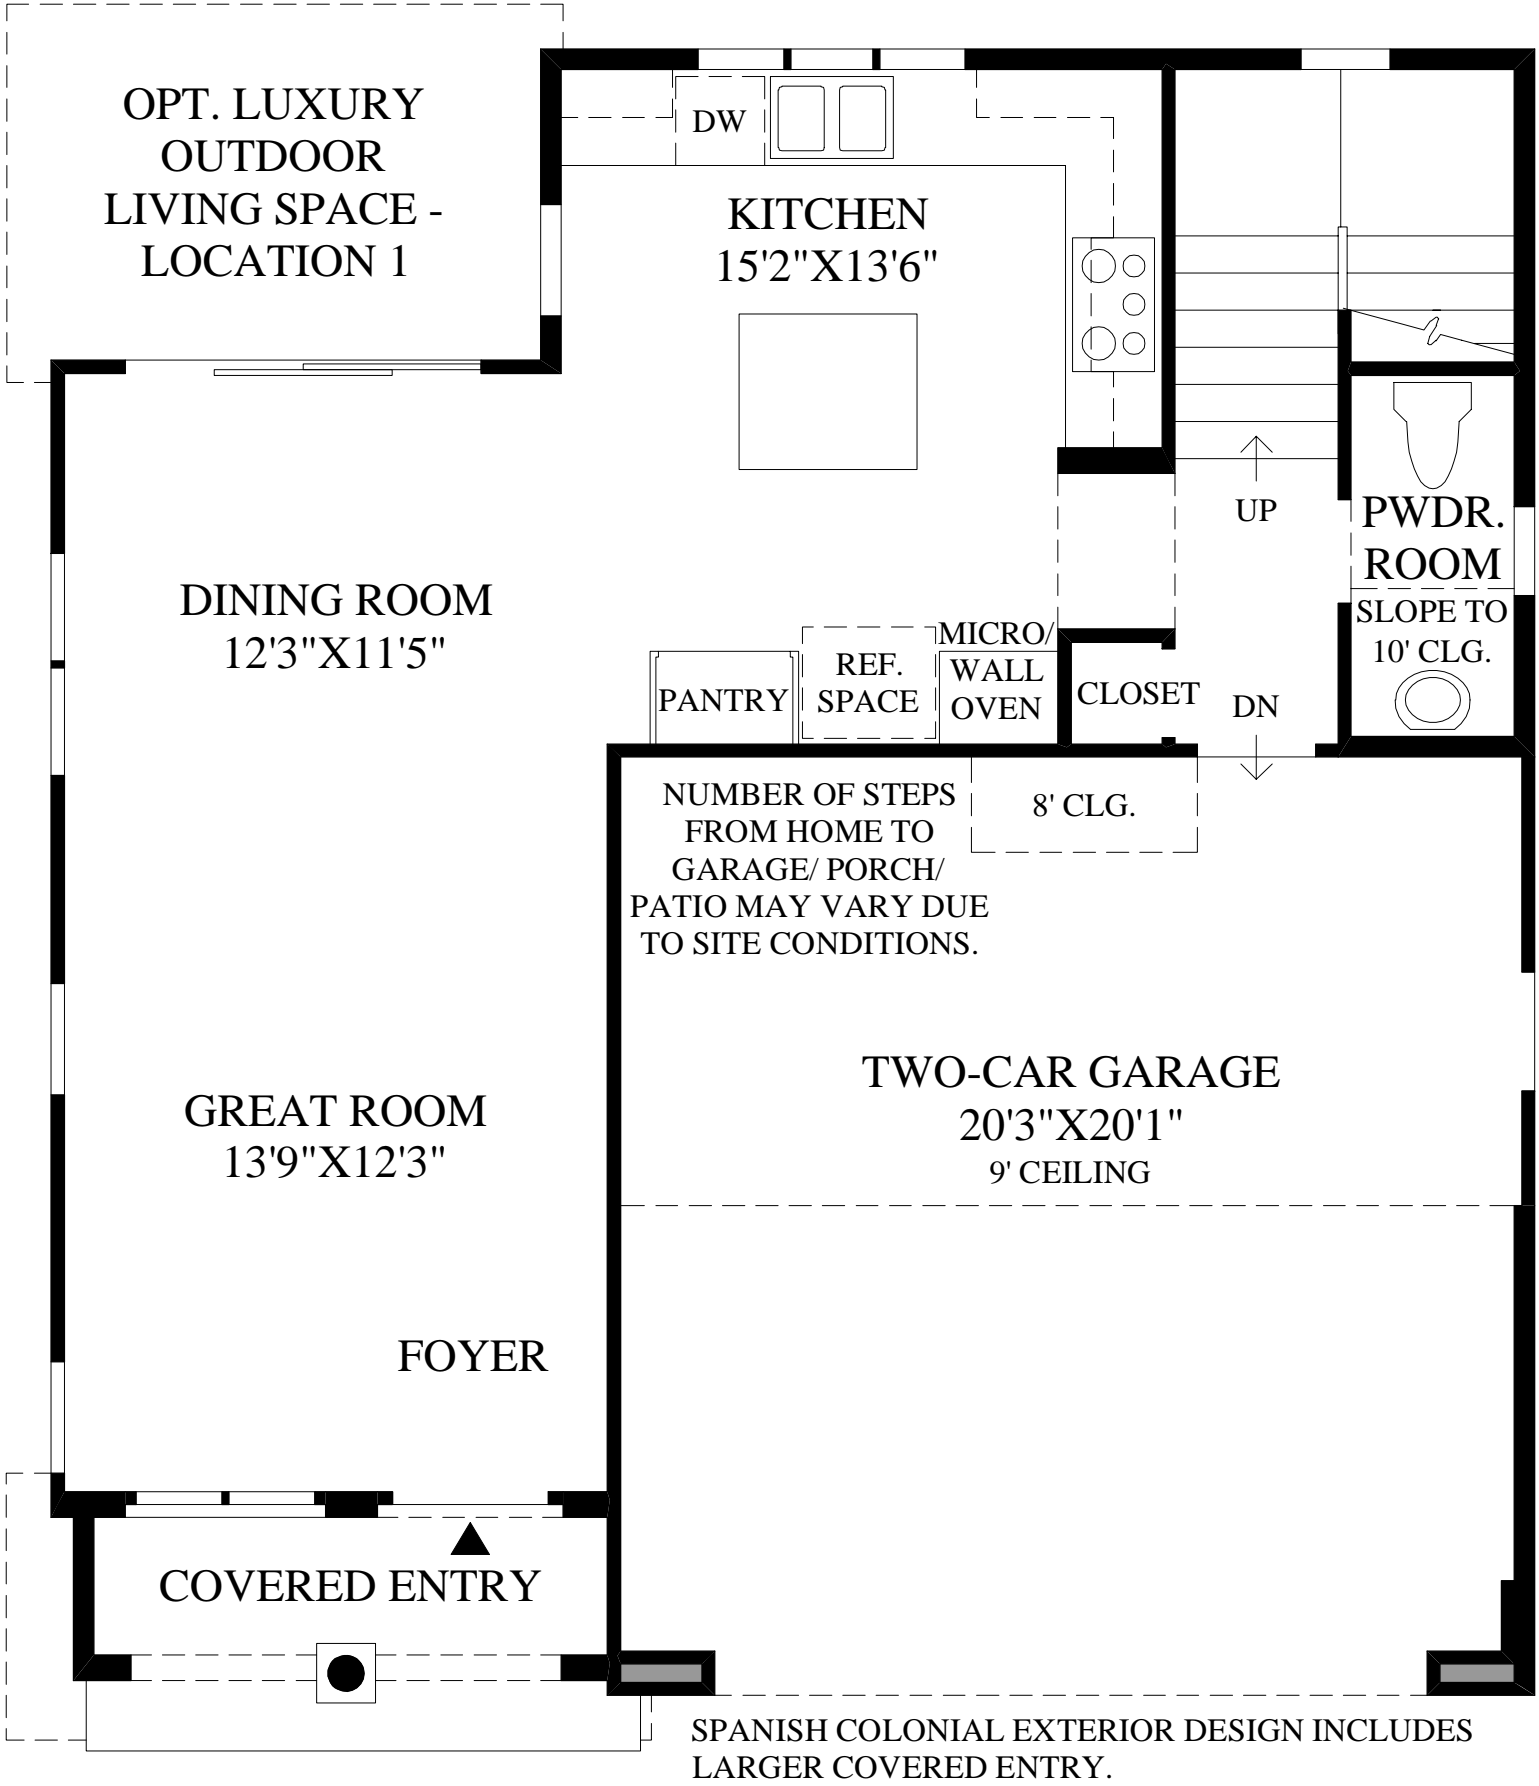 OPT. LUXURY
OUTDOOR
LIVING SPACE -
LOCATION 1
DW
KITCHEN
15'2"X13'6"
UP
PWDR.
ROOM
SLOPE TO
10' CLG.
DINING ROOM
12'3"X11'5"
PANTRY
REF.
SPACE
MICRO/
WALL
OVEN
CLOSET
DN
NUMBER OF STEPS
FROM HOME TO
GARAGE/ PORCH/
PATIO MAY VARY DUE
TO SITE CONDITIONS.
8' CLG.
TWO-CAR GARAGE
20'3"X20'1"
9' CEILING
GREAT ROOM
13'9"X12'3"
FOYER
COVERED ENTRY
SPANISH COLONIAL EXTERIOR DESIGN INCLUDES
LARGER COVERED ENTRY.